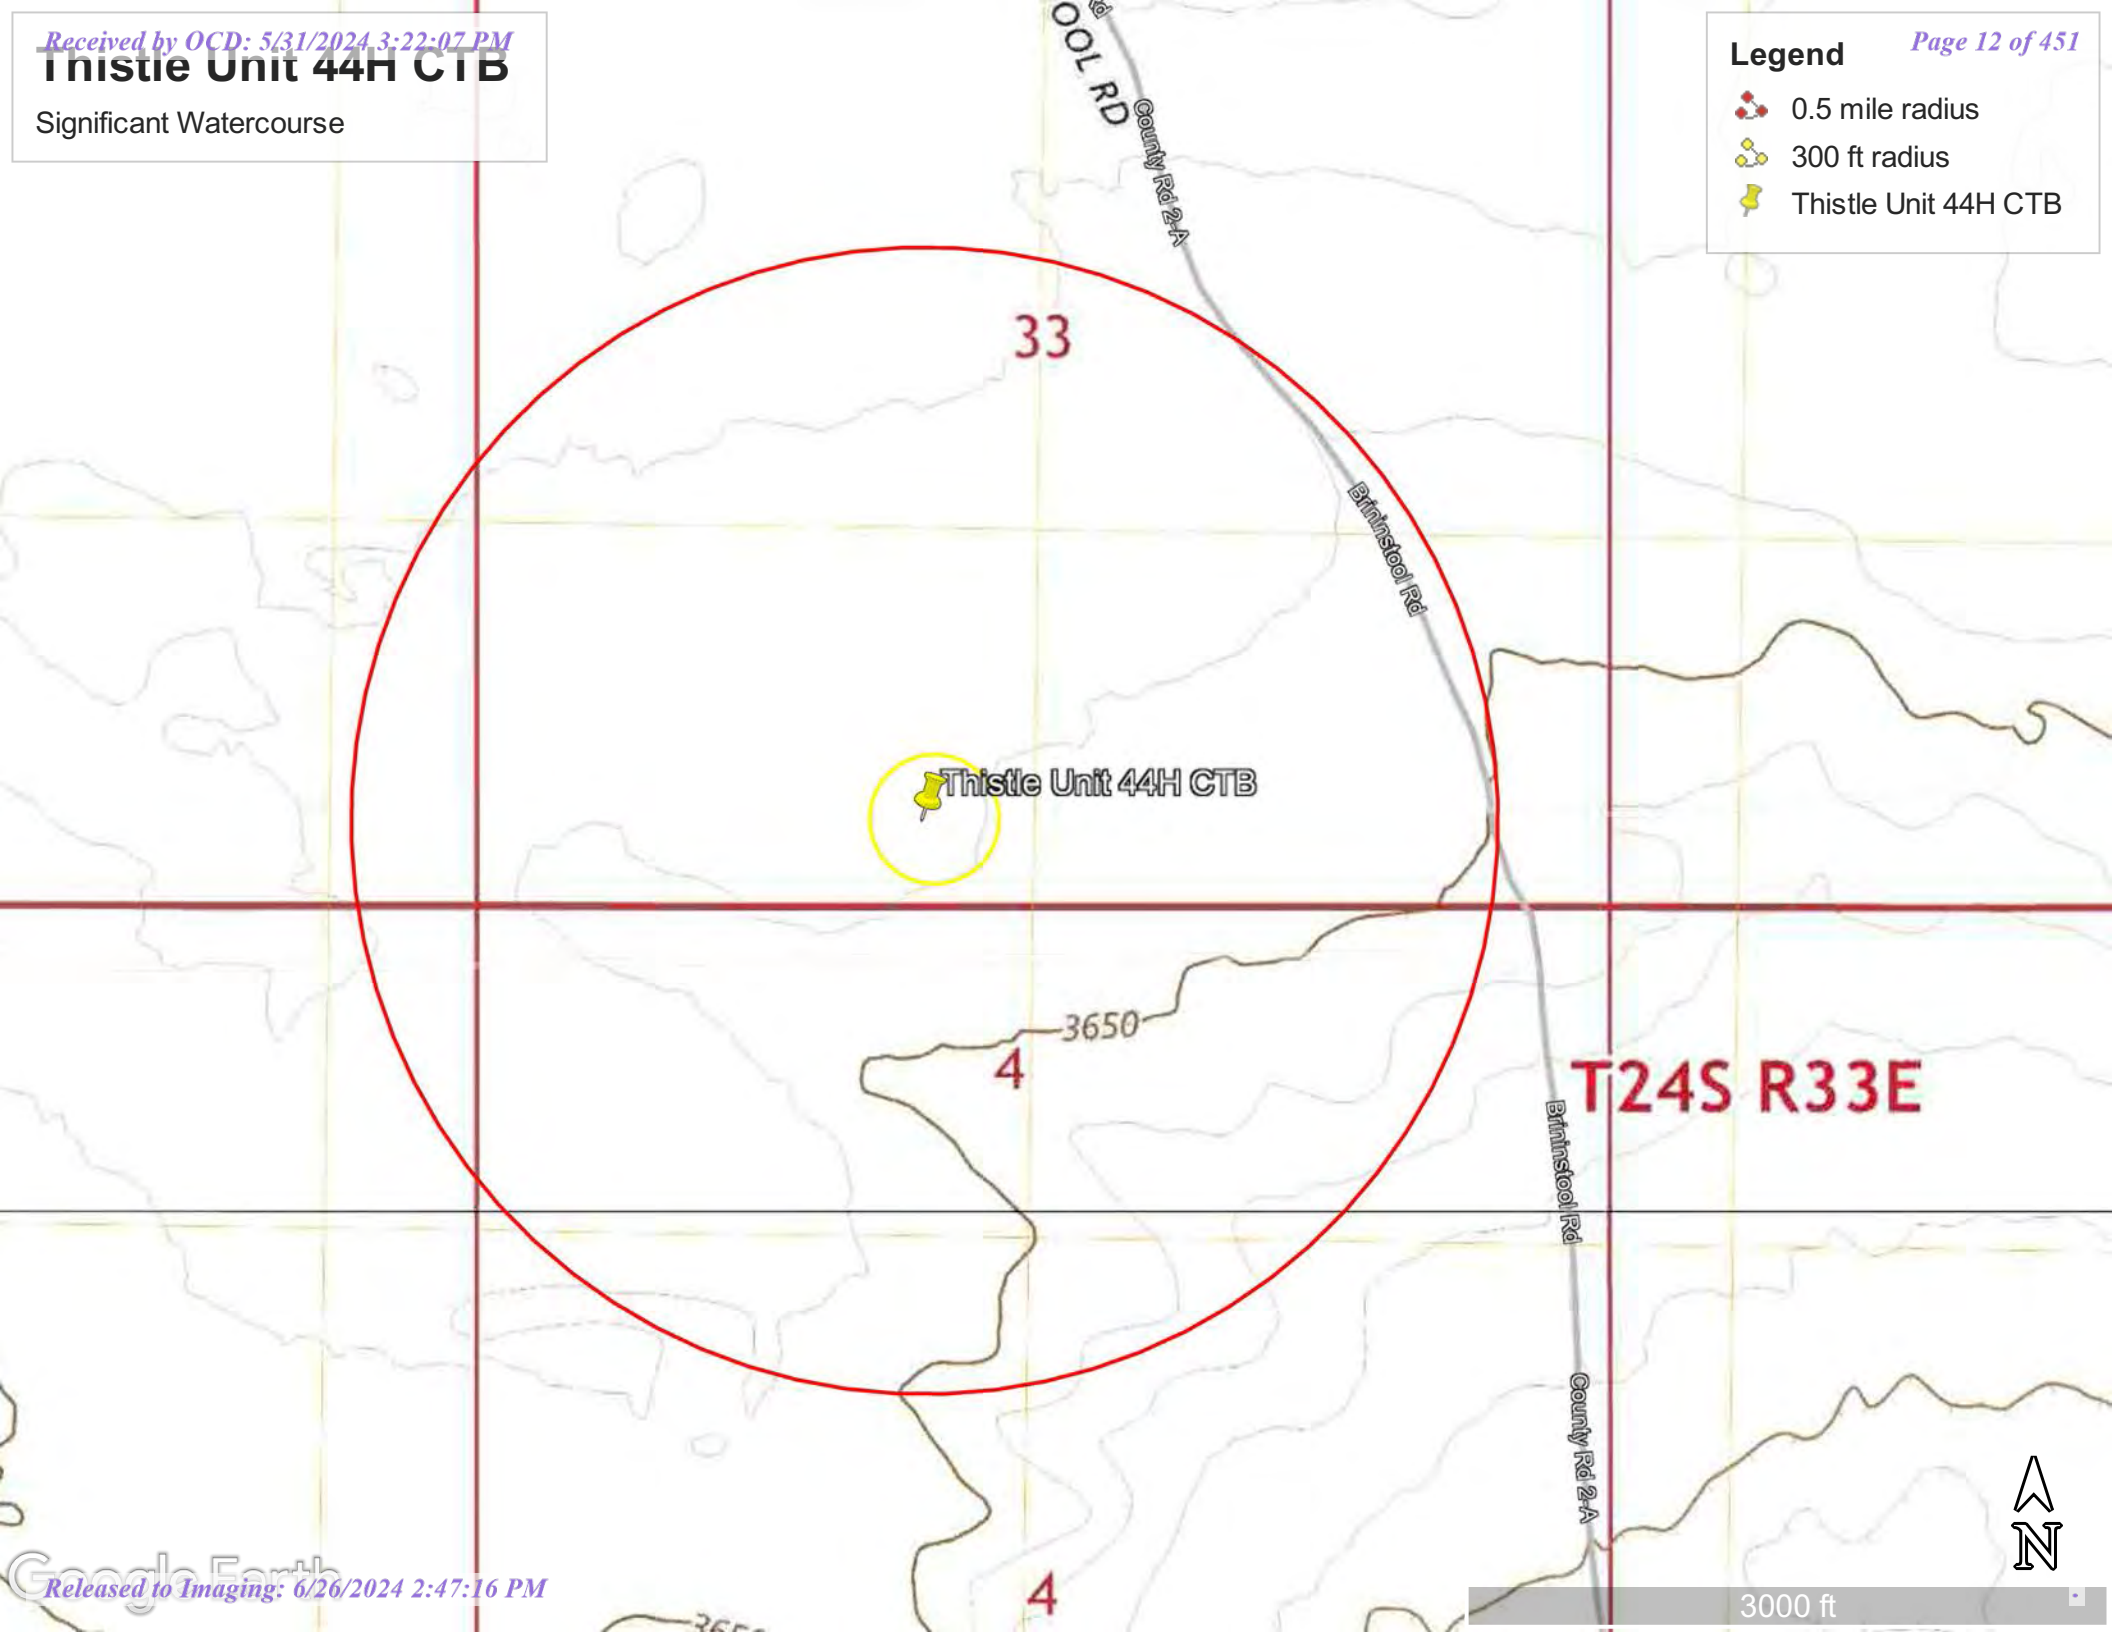 Received by OCD: 5/31/2024 3:22:07 PM
Thistle Unit 44H CTB
Significant Watercourse
Page 12 of 451
Legend
0.5 mile radius
300 ft radius
Thistle Unit 44H CTB
Rd
OOL RD
County Rd 2-A
33
Brininstool Rd
Thistle Unit 44H CTB
3650
4
T24S R33E
Brininstool Rd
County Rd 2-A
4
N
Google Earth
Released to Imaging: 6/26/2024 2:47:16 PM
3000 ft